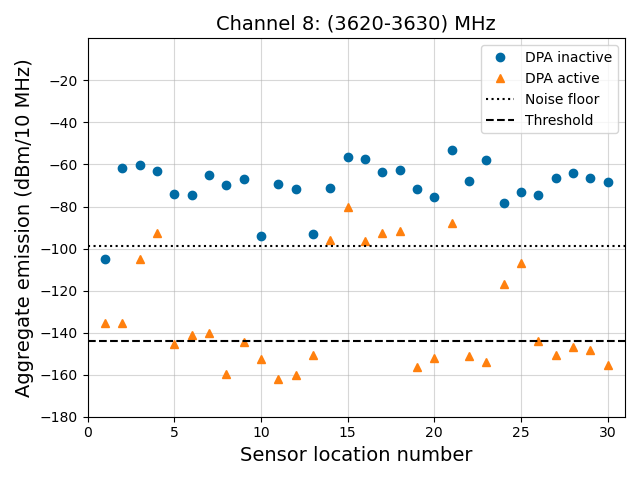 Channel 8: (3620-3630) MHz
Aggregate emission (dBm/10 MHz)
−20
−40
−60
−80
−100
−120
−140
−160
−180
DPA inactive
DPA active
Noise floor
Threshold
0 5 10 15 20 25 30
Sensor location number